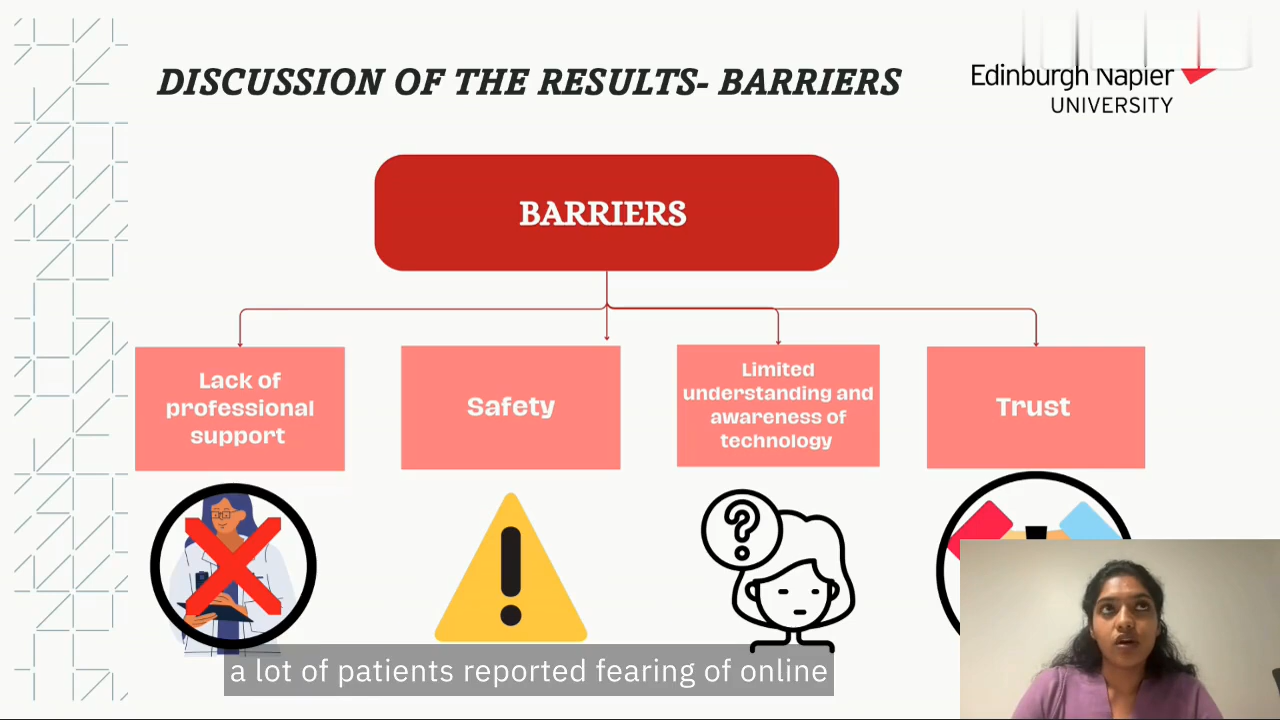 DISCUSSION OF THE RESULTS- BARRIERS
Edinburgh Napier
UNIVERSITY
BARRIERS
Lack of
professional
support
Safety
Limited
understanding and
awareness of
technology
Trust
?
a lot of patients reported fearing of online